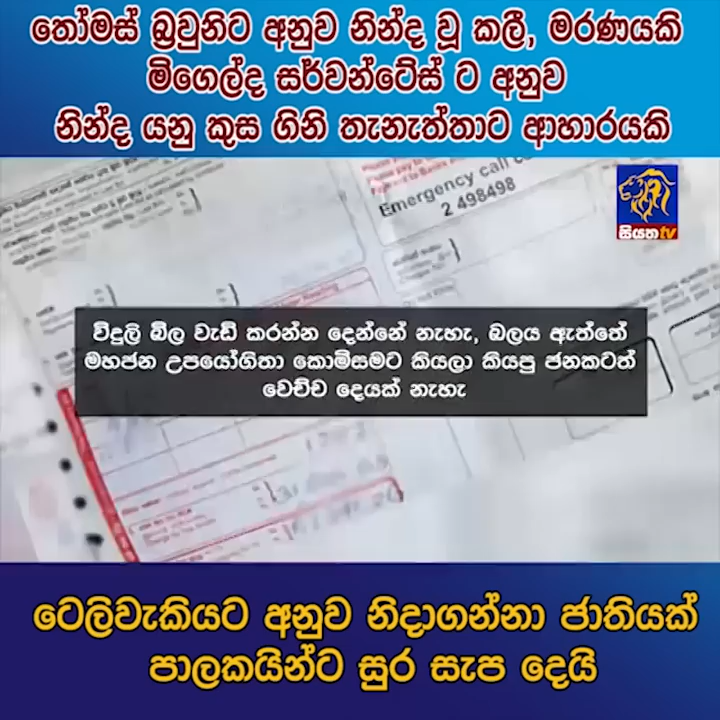 තෝමස් බ්‍රවුනිට අනුව නින්ද වූ කලී, මරණයකි
මිගෙල්ද සර්වන්ටේස් ට අනුව
නින්ද යනු කුස ගිනි තැනැත්තාට ආහාරයකි
Emergency call
2 498498
සියත tv
විදුලි බිල වැඩි කරන්න දෙන්නේ නැහැ, බලය ඇත්තේ
මහජන උපයෝගිතා කොමිසමට කියලා කියපු ජනකටත්
වෙච්ච දෙයක් නැහැ
ටෙලිවැකියට අනුව නිදාගන්නා ජාතියක්
පාලකයින්ට සුර සැප දෙයි